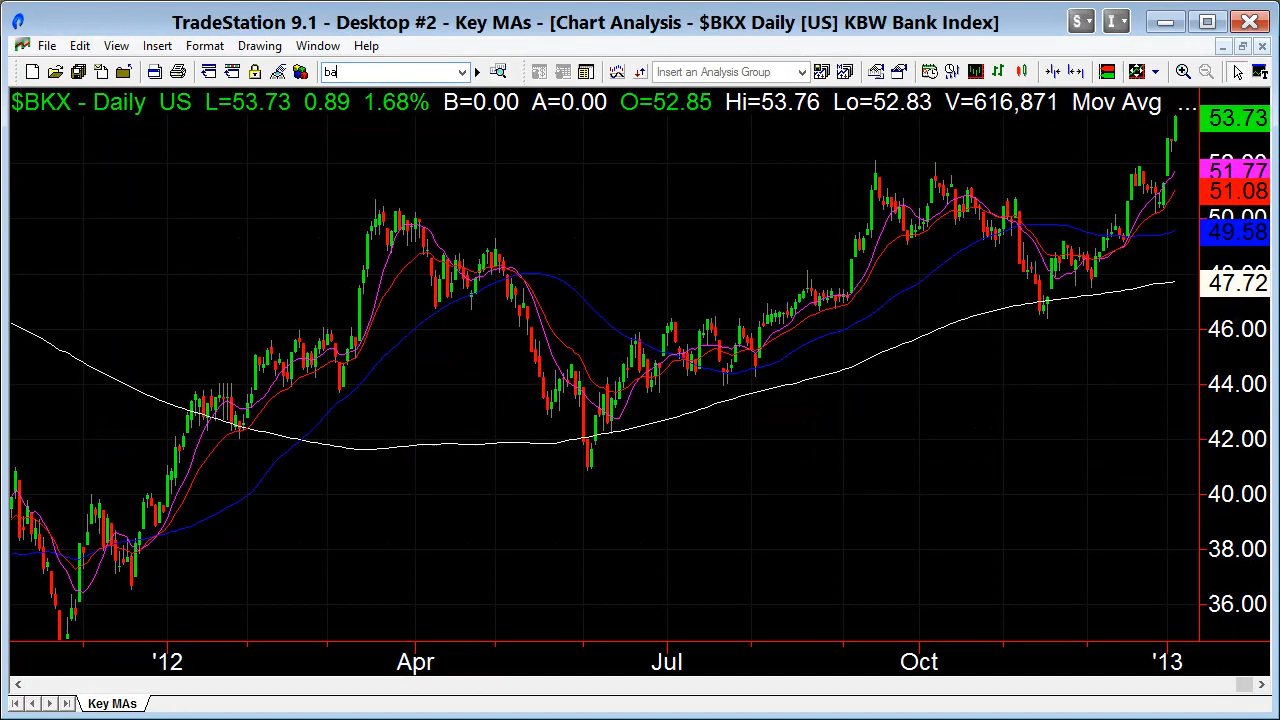 TradeStation 9.1 - Desktop #2 - Key MAs - [Chart Analysis - $BKX Daily [US] KBW Bank Index]
S I
File Edit View Insert Format Drawing Window Help
ba Insert an Analysis Group
$BKX - Daily US L=53.73 0.89 1.68% B=0.00 A=0.00 O=52.85 Hi=53.76 Lo=52.83 V=616,871 Mov Avg ...
53.73
51.77
51.08
50.00
49.58
47.72
46.00
44.00
42.00
40.00
38.00
36.00
'12 Apr Jul Oct '13
Key MAs